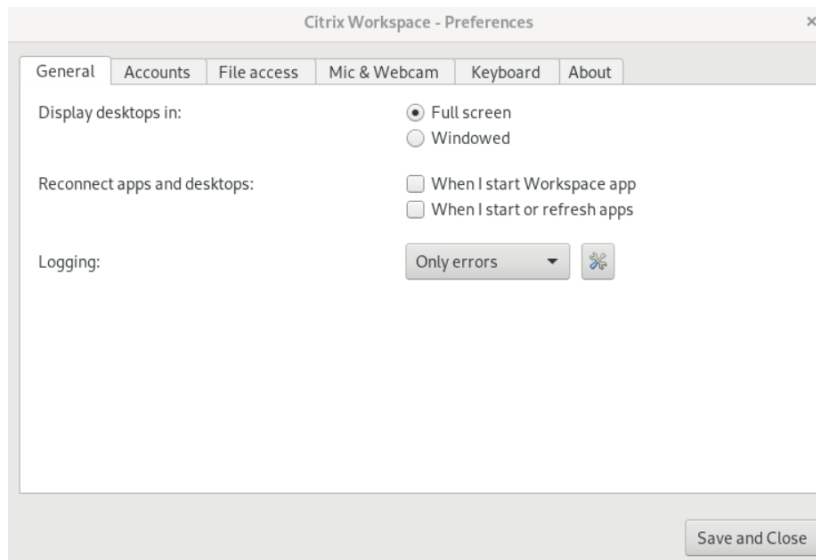 Citrix Workspace - Preferences
General Accounts File access Mic & Webcam Keyboard About
Display desktops in: Full screen
Windowed
Reconnect apps and desktops: When I start Workspace app
When I start or refresh apps
Logging: Only errors
Save and Close